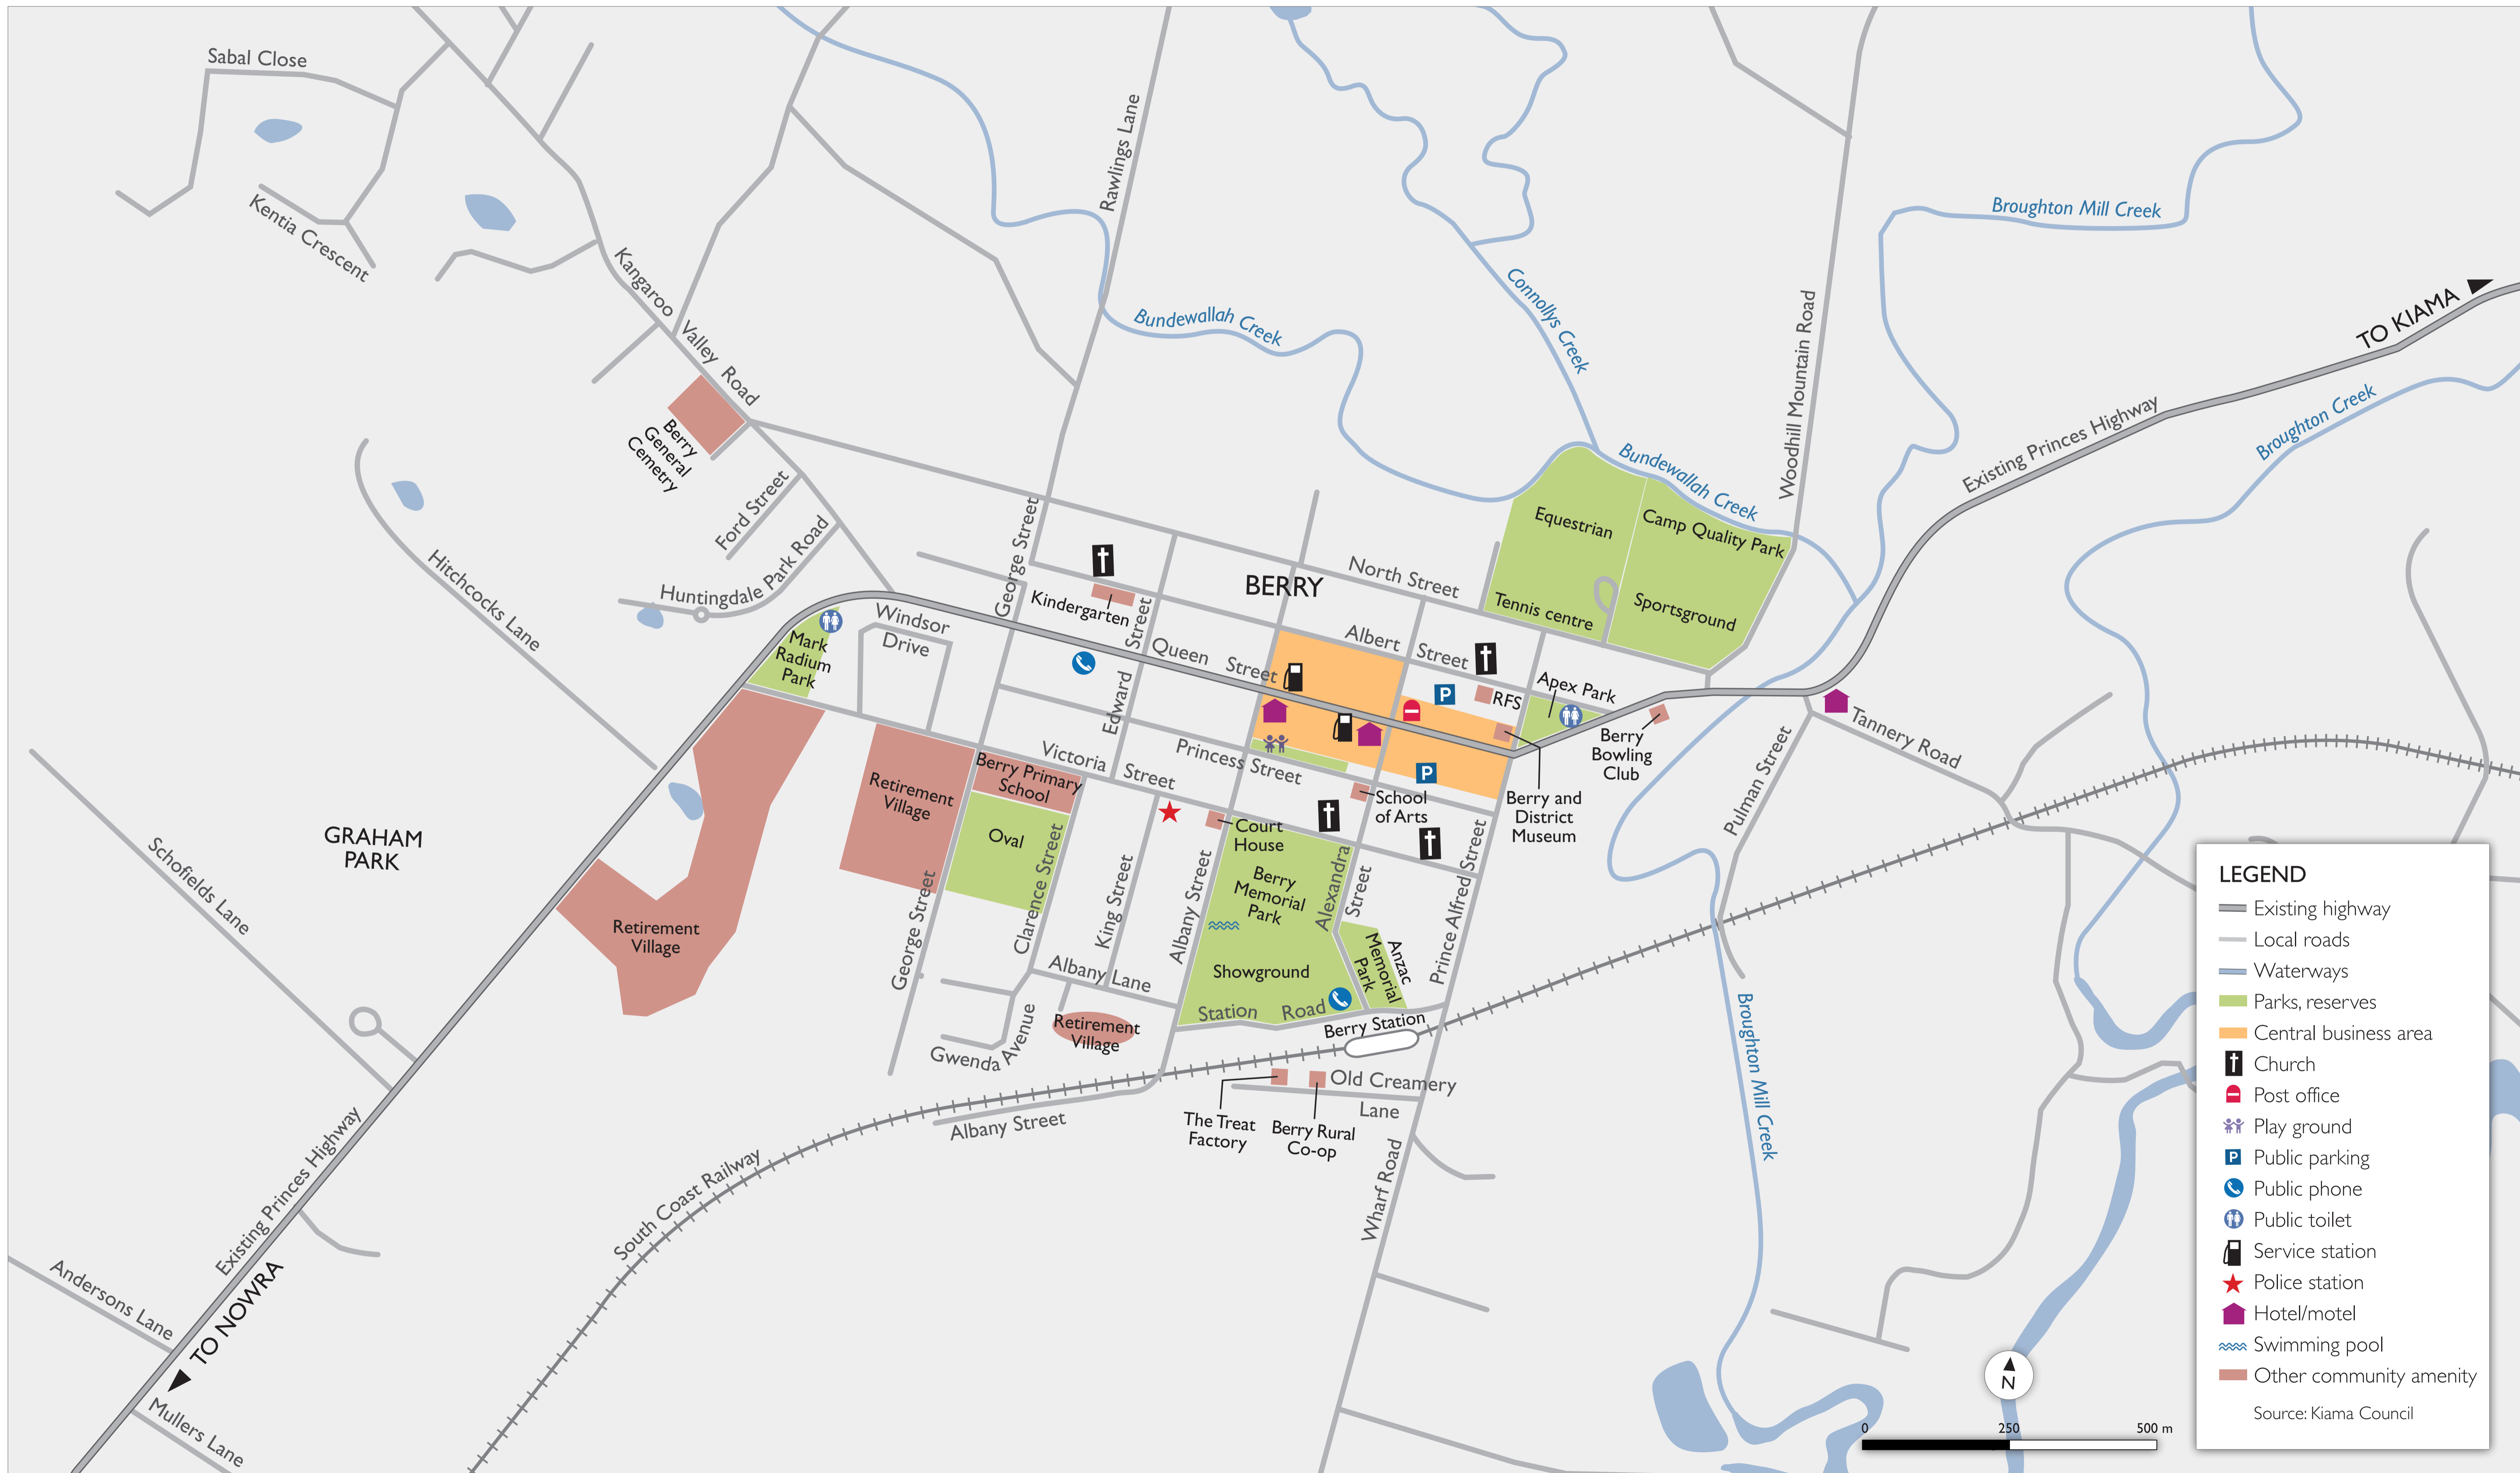 Sabal Close
Kentia Crescent
Kangaroo
Valley
Road
Rawlings Lane
Bundewallah Creek
Connollys Creek
Broughton Mill Creek
Woodhill Mountain Road
TO KIAMA
Existing Princes Highway
Broughton Creek
Berry
General
Cemetery
Ford Street
Huntingdale Park Road
Hitchcocks Lane
George Street
Kindergarten
BERRY
North Street
Equestrian
Camp Quality Park
Bundewallah Creek
Tennis centre
Sportsground
Mark
Radium
Park
Windsor
Drive
Edward
Street
Queen
Street
Albert
Street
P
RFS
Apex Park
Berry
Bowling
Club
Tannery Road
Pulman Street
Victoria
Street
Princess Street
P
School
of Arts
Berry and
District
Museum
Retirement
Village
Berry Primary
School
Oval
Court
House
GRAHAM
PARK
Schofields Lane
Retirement
Village
George Street
Clarence Street
King Street
Albany Street
Berry
Memorial
Park
Alexandra
Street
Prince Alfred Street
Anzac
Memorial
Park
Showground
Albany Lane
Station
Road
Berry Station
Gwenda
Avenue
Retirement
Village
Old Creamery
Lane
The Treat
Factory
Berry Rural
Co-op
Albany Street
South Coast Railway
Wharf Road
Broughton Mill Creek
Existing Princes Highway
Andersons Lane
TO NOWRA
Mullers Lane
LEGEND
Existing highway
Local roads
Waterways
Parks, reserves
Central business area
Church
Post office
Play ground
P
Public parking
Public phone
Public toilet
Service station
Police station
Hotel/motel
Swimming pool
Other community amenity
Source: Kiama Council
N
0
250
500 m